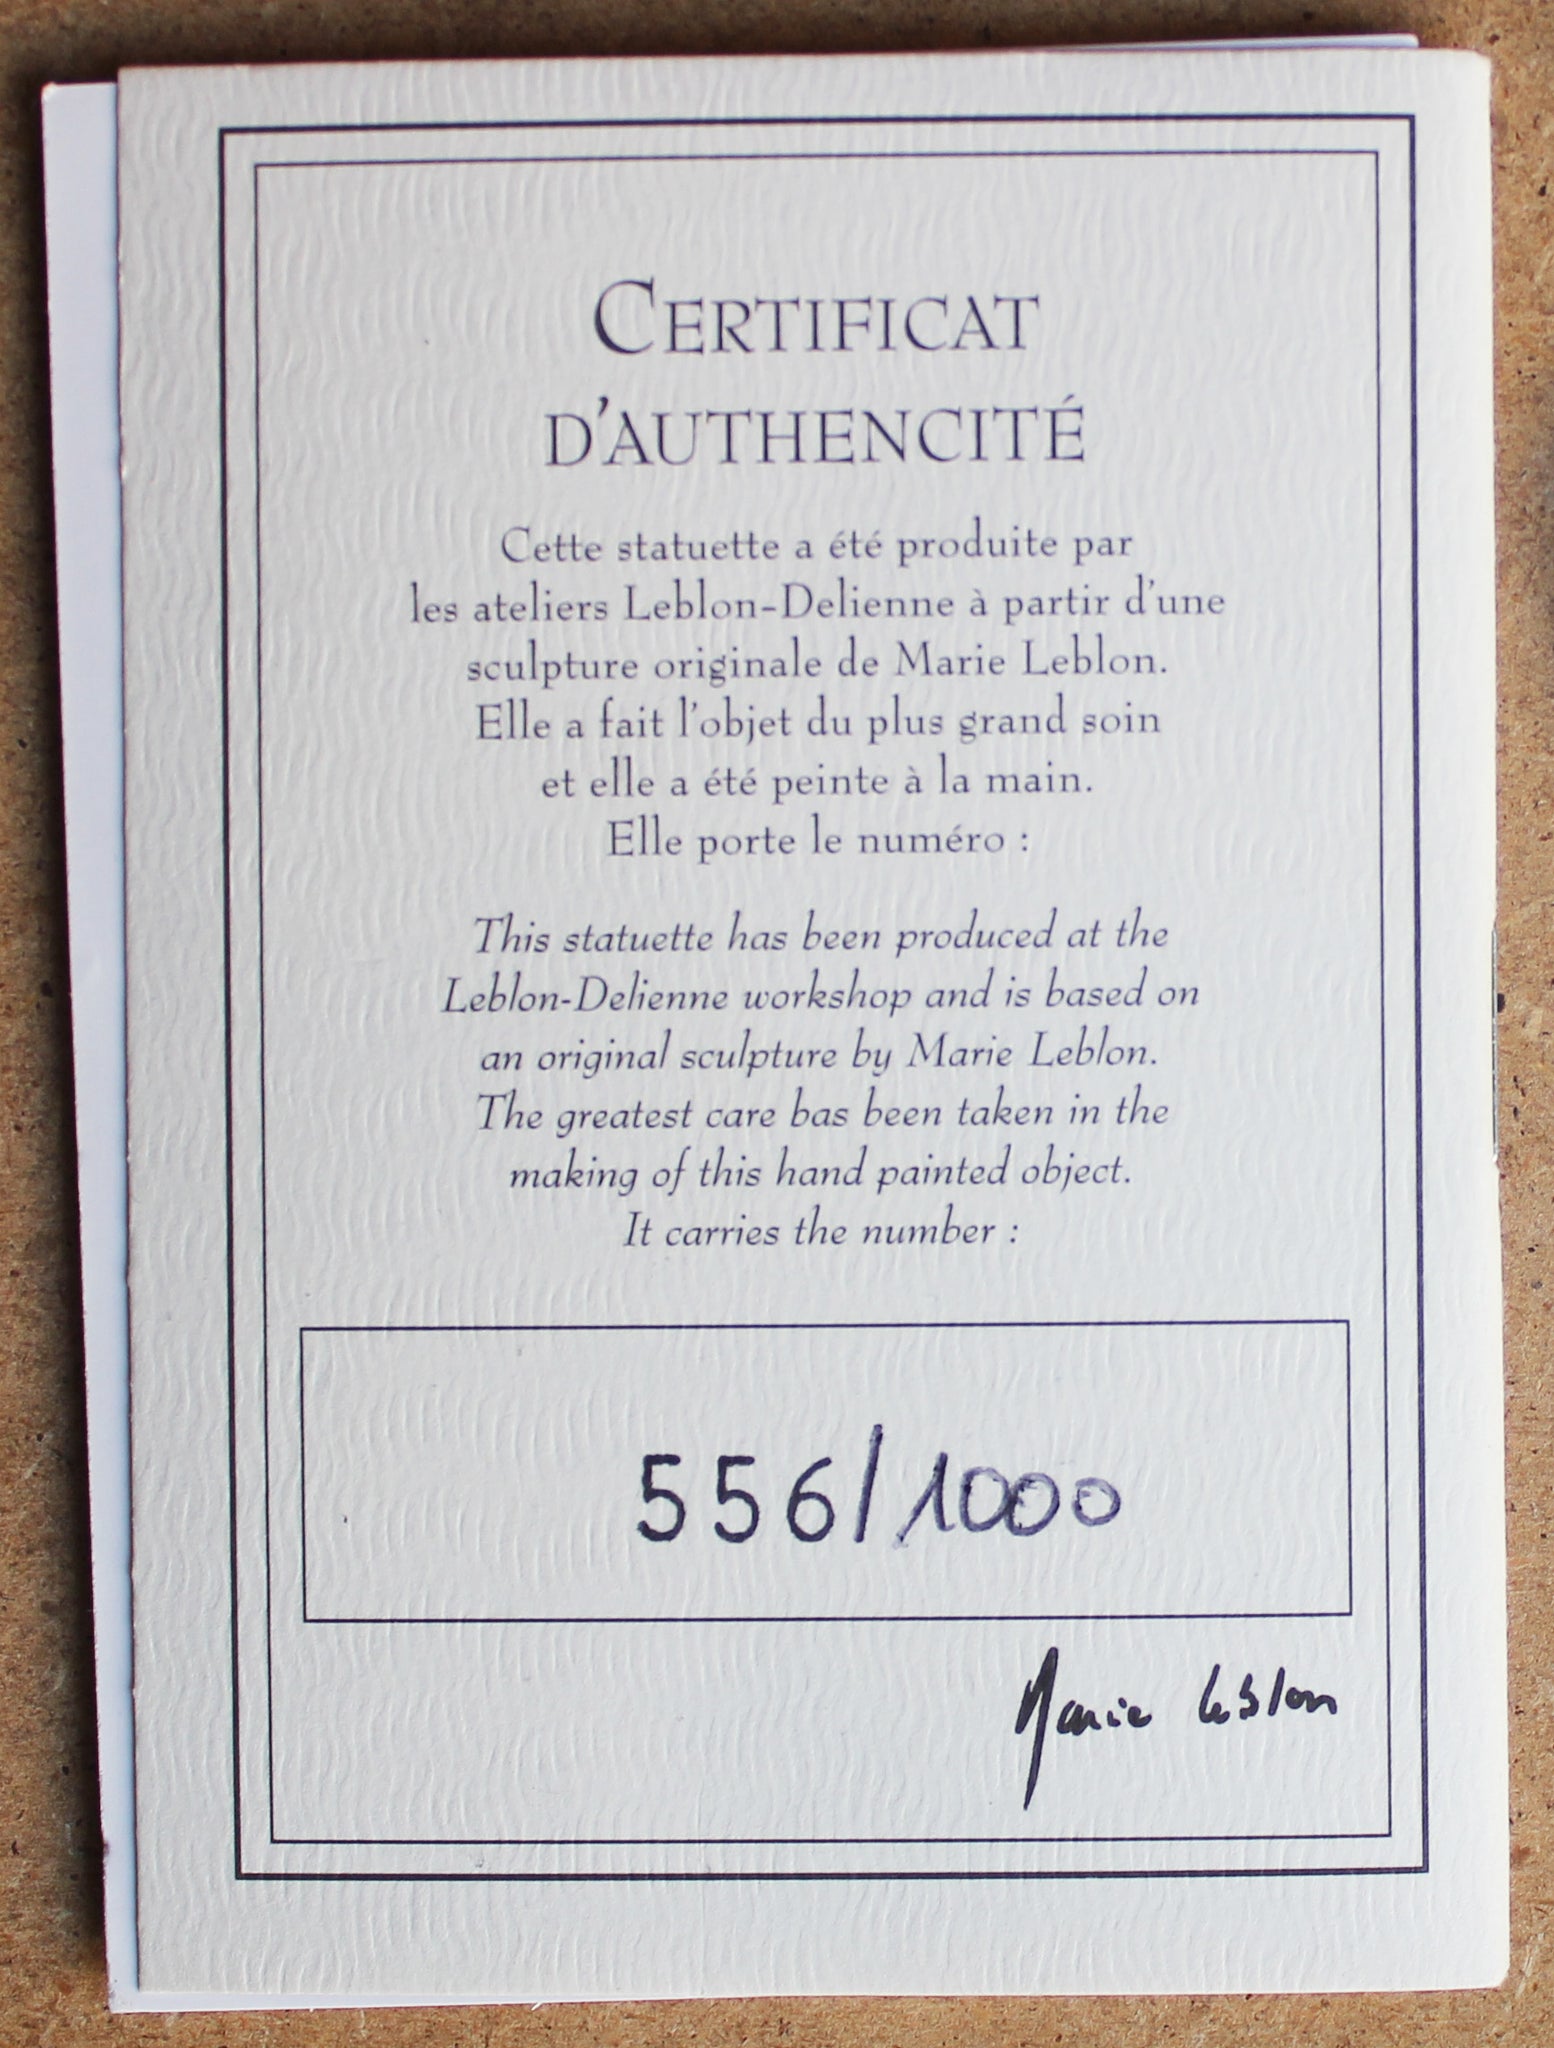 CERTIFICAT
D'AUTHENCITÉ
Cette statuette a été produite par
les ateliers Leblon-Delienne à partir d'une
sculpture originale de Marie Leblon.
Elle a fait l'objet du plus grand soin
et elle a été peinte à la main.
Elle porte le numéro :
This statuette has been produced at the
Leblon-Delienne workshop and is based on
an original sculpture by Marie Leblon.
The greatest care bas been taken in the
making of this hand painted object.
It carries the number :
556/1000
Marie Leblon